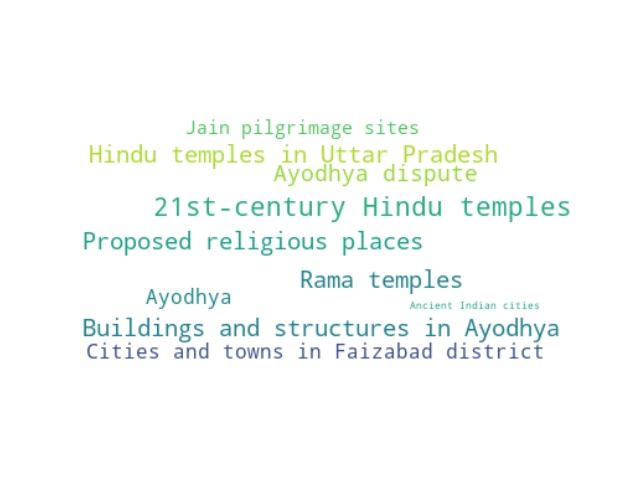 Jain pilgrimage sites
Hindu temples in Uttar Pradesh
Ayodhya dispute
21st-century Hindu temples
Proposed religious places
Rama temples
Ayodhya
Ancient Indian cities
Buildings and structures in Ayodhya
Cities and towns in Faizabad district